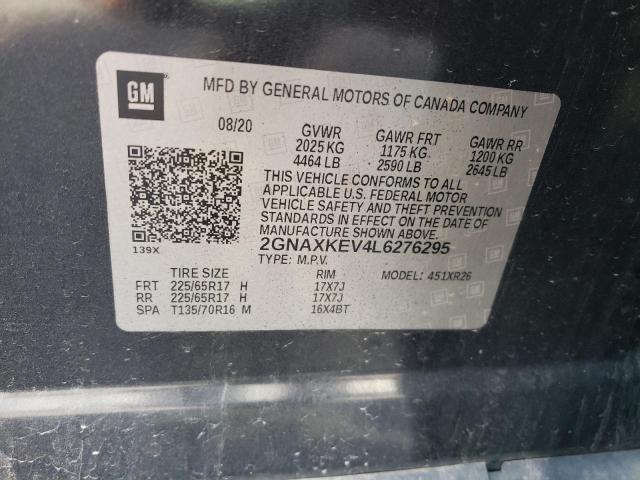 GM
MFD BY GENERAL MOTORS OF CANADA COMPANY
08/20 GVWR GAWR FRT GAWR RR
2025 KG 1175 KG 1200 KG
4464 LB 2590 LB 2645 LB
THIS VEHICLE CONFORMS TO ALL
APPLICABLE U.S. FEDERAL MOTOR
VEHICLE SAFETY AND THEFT PREVENTION
STANDARDS IN EFFECT ON THE DATE OF
MANUFACTURE SHOWN ABOVE.
2GNAXKEV4L6276295
139X TYPE: M.P.V.
TIRE SIZE RIM MODEL: 451XR26
FRT 225/65R17 H 17X7J
RR 225/65R17 H 17X7J
SPA T135/70R16 M 16X4BT